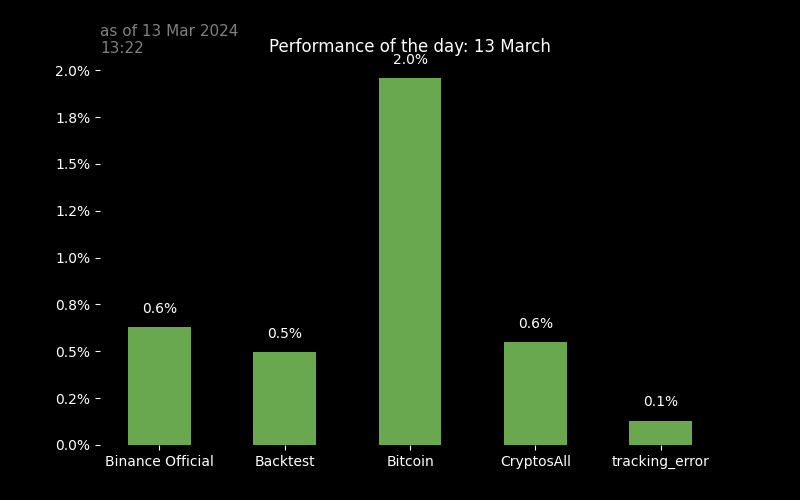 as of 13 Mar 2024
13:22
Performance of the day: 13 March
2.0%
2.0%
1.8%
1.5%
1.2%
1.0%
0.8%
0.5%
0.2%
0.0%
0.6%
0.5%
0.6%
0.1%
Binance Official
Backtest
Bitcoin
CryptosAll
tracking_error